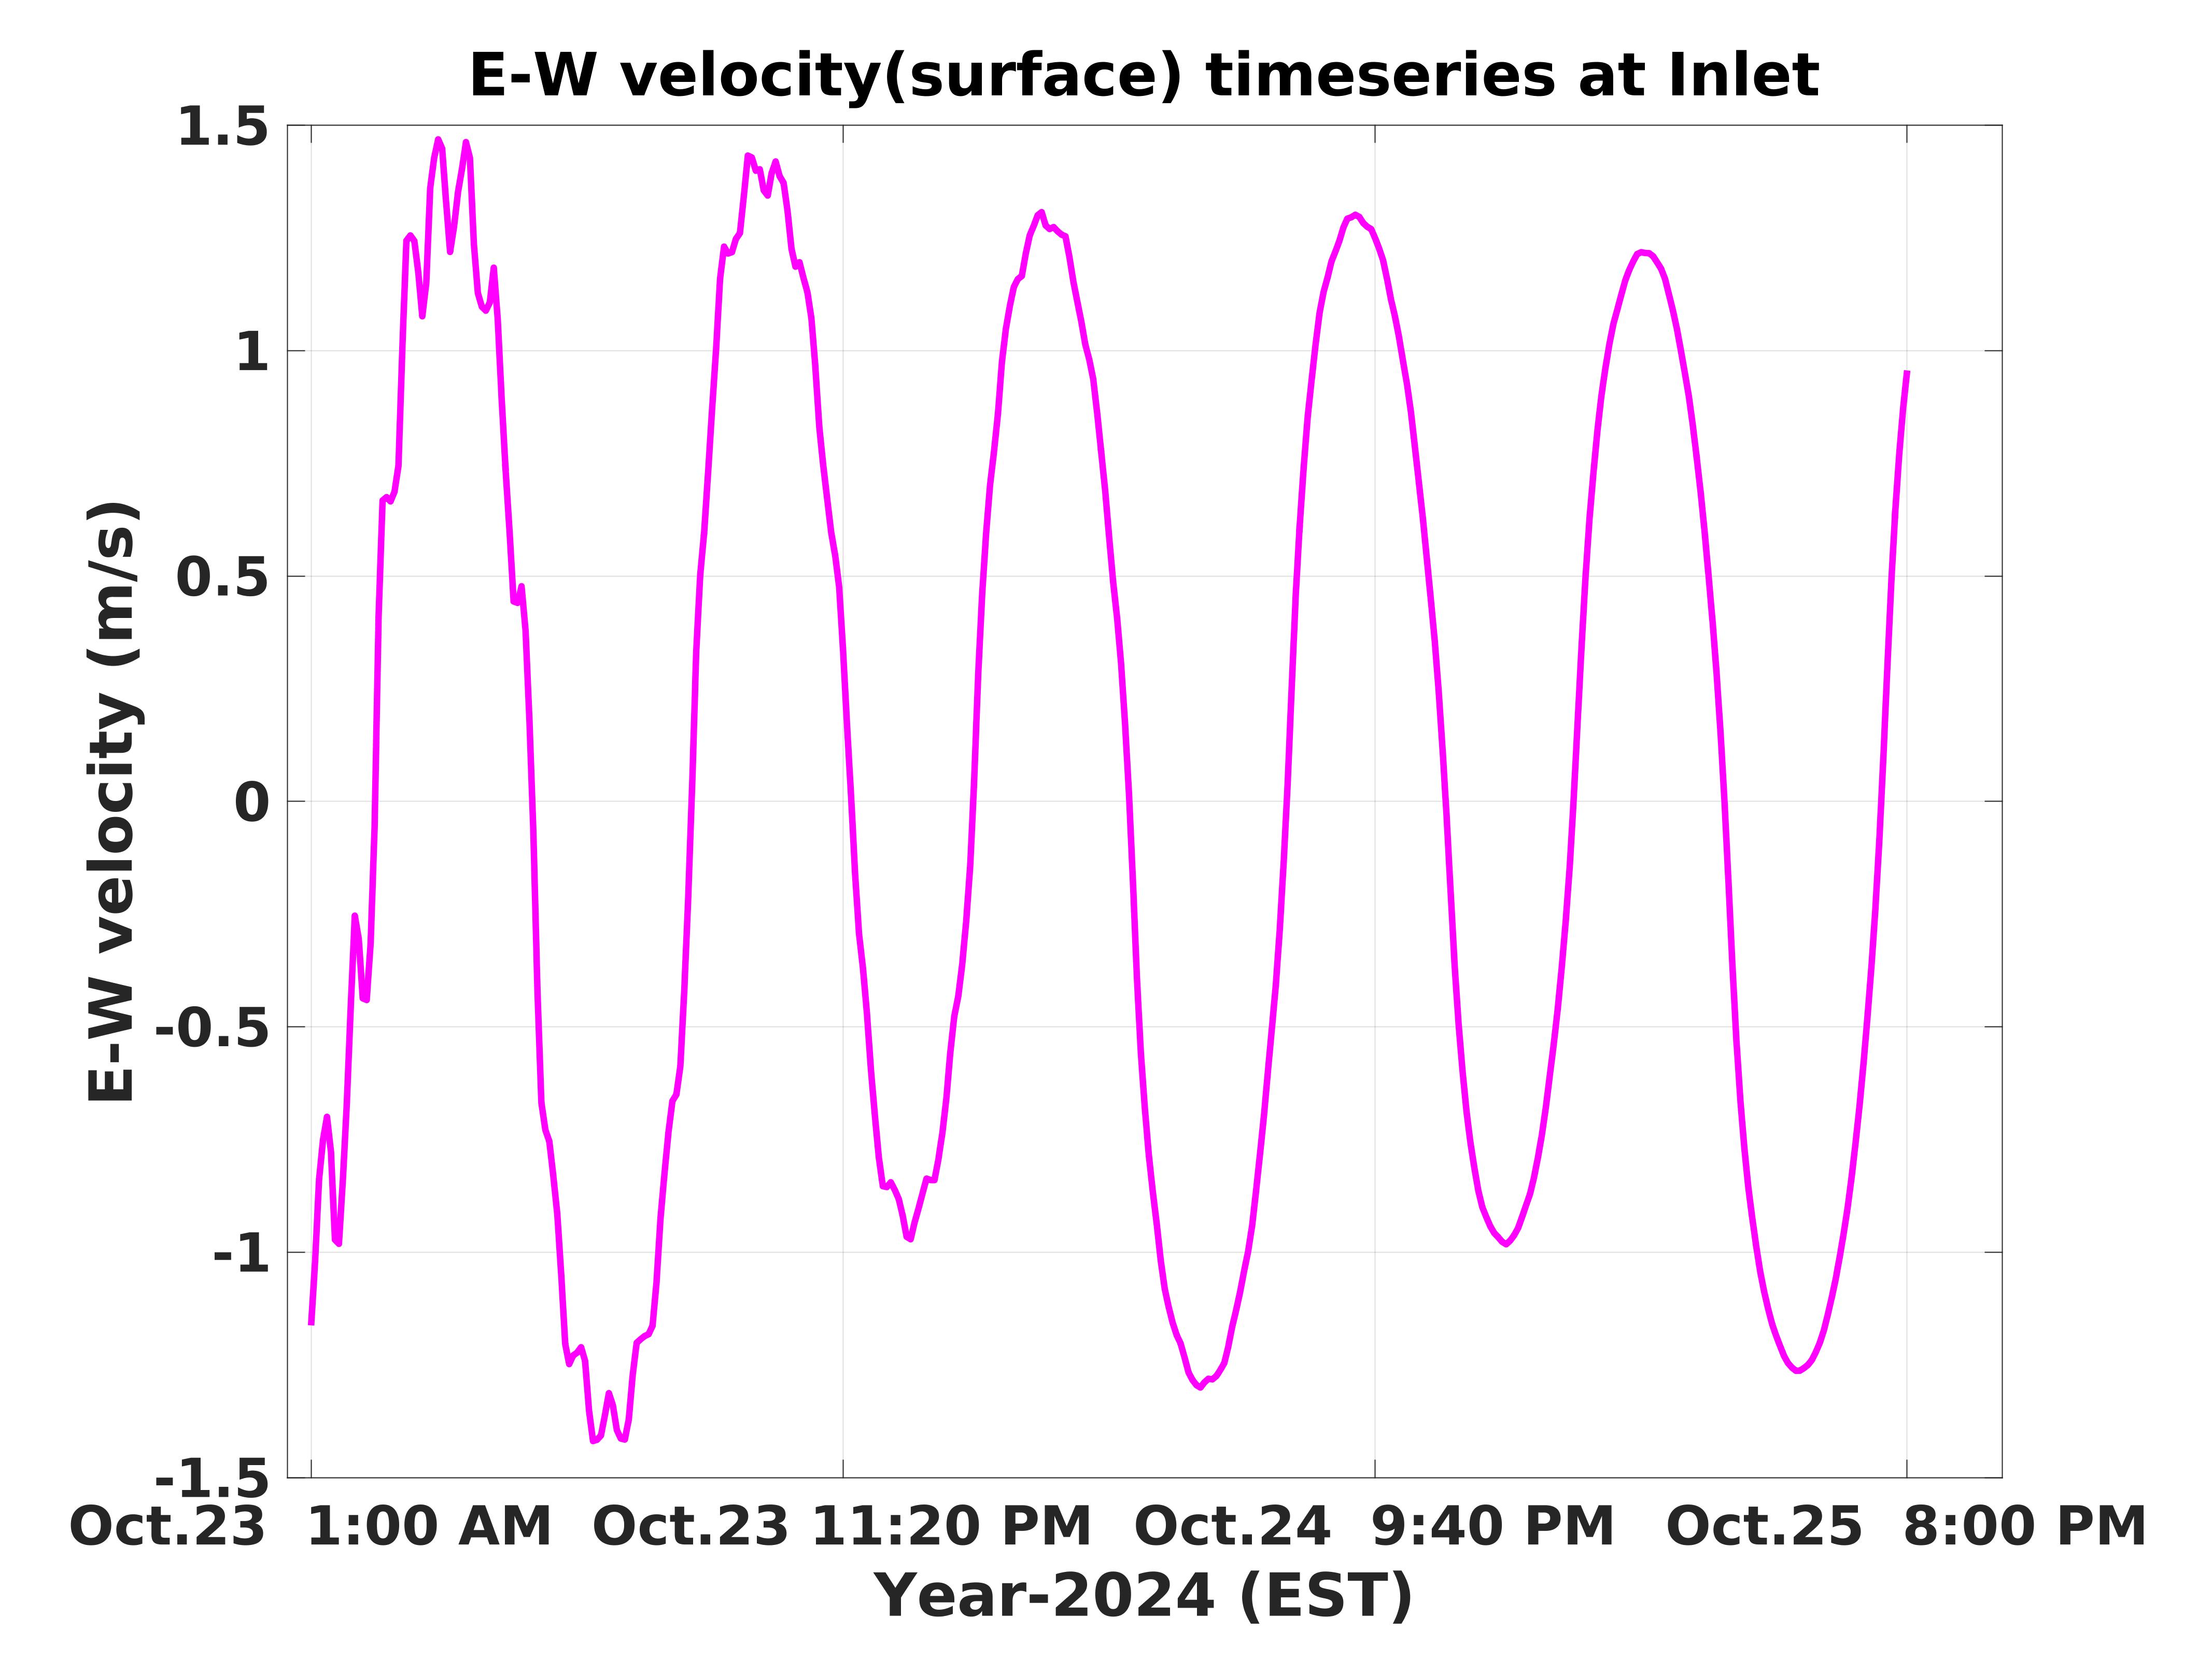 E-W velocity(surface) timeseries at Inlet
1.5
1
0.5
0
-0.5
-1
-1.5
E-W velocity (m/s)
Oct.23 1:00 AM Oct.23 11:20 PM Oct.24 9:40 PM Oct.25 8:00 PM
Year-2024 (EST)